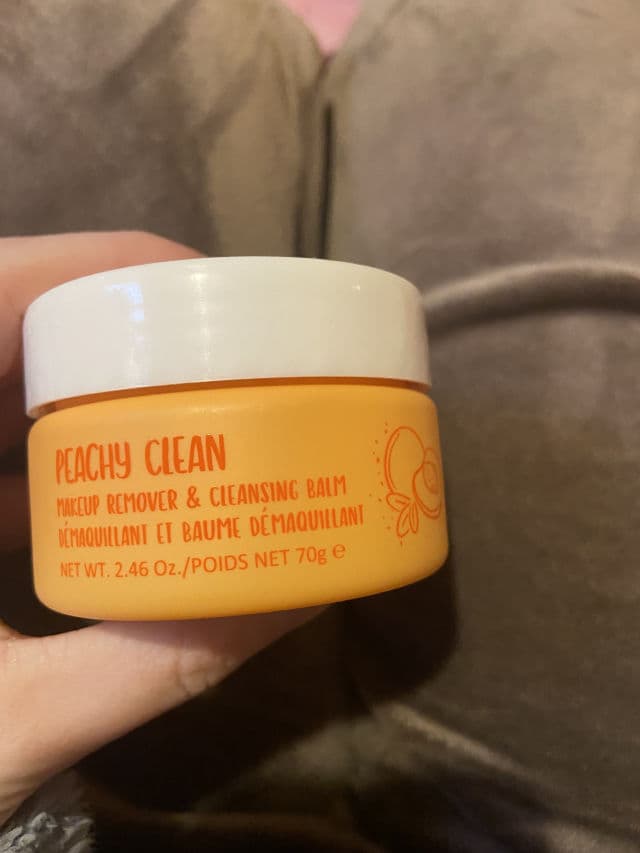 PEACHY CLEAN
MAKEUP REMOVER & CLEANSING BALM
DÉMAQUILLANT ET BAUME DÉMAQUILLANT
NET WT. 2.46 Oz./POIDS NET 70g ℮